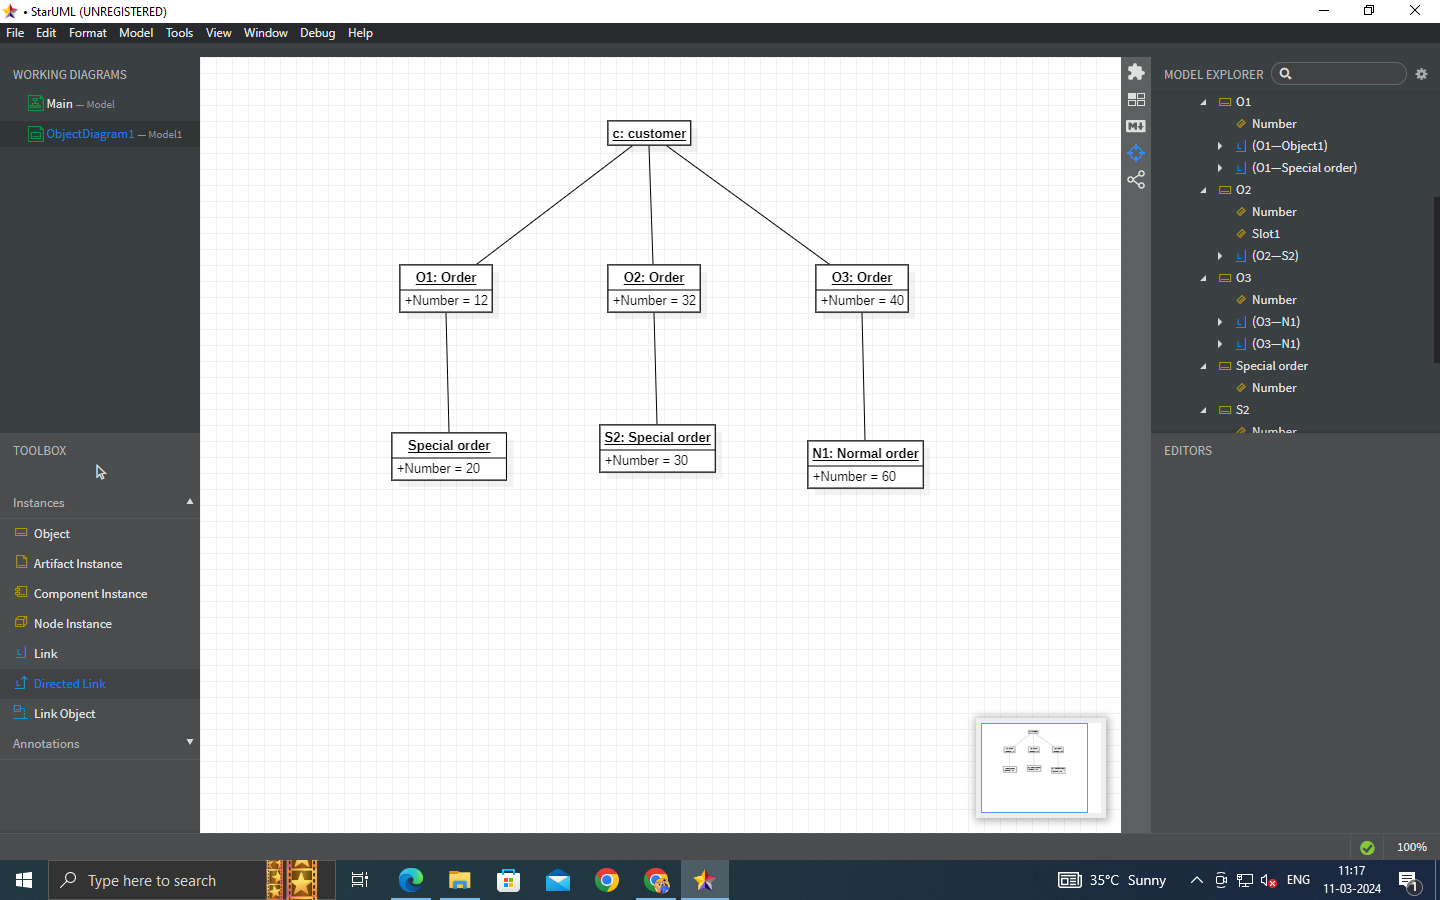 • StarUML (UNREGISTERED)
File Edit Format Model Tools View Window Debug Help
WORKING DIAGRAMS
Main — Model
ObjectDiagram1 — Model1
TOOLBOX
Instances
Object
Artifact Instance
Component Instance
Node Instance
Link
Directed Link
Link Object
Annotations
c: customer
O1: Order
+Number = 12
O2: Order
+Number = 32
O3: Order
+Number = 40
Special order
+Number = 20
S2: Special order
+Number = 30
N1: Normal order
+Number = 60
MODEL EXPLORER
O1
Number
(O1—Object1)
(O1—Special order)
O2
Number
Slot1
(O2—S2)
O3
Number
(O3—N1)
(O3—N1)
Special order
Number
S2
Number
EDITORS
100%
Type here to search
35°C Sunny
ENG
11:17
11-03-2024
1